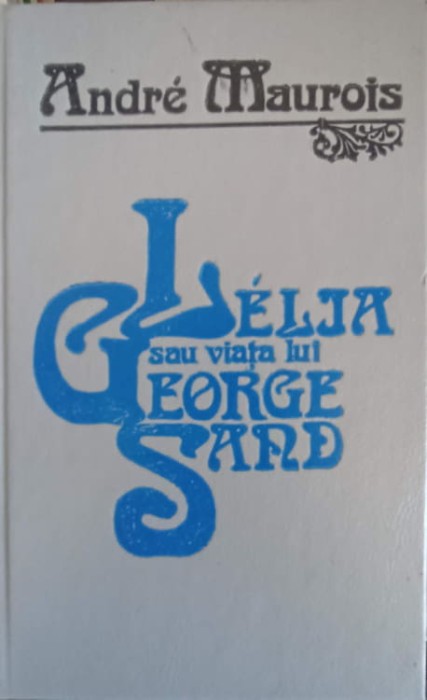 André Maurois
LÉLIA
sau viața lui
GEORGE
SAND